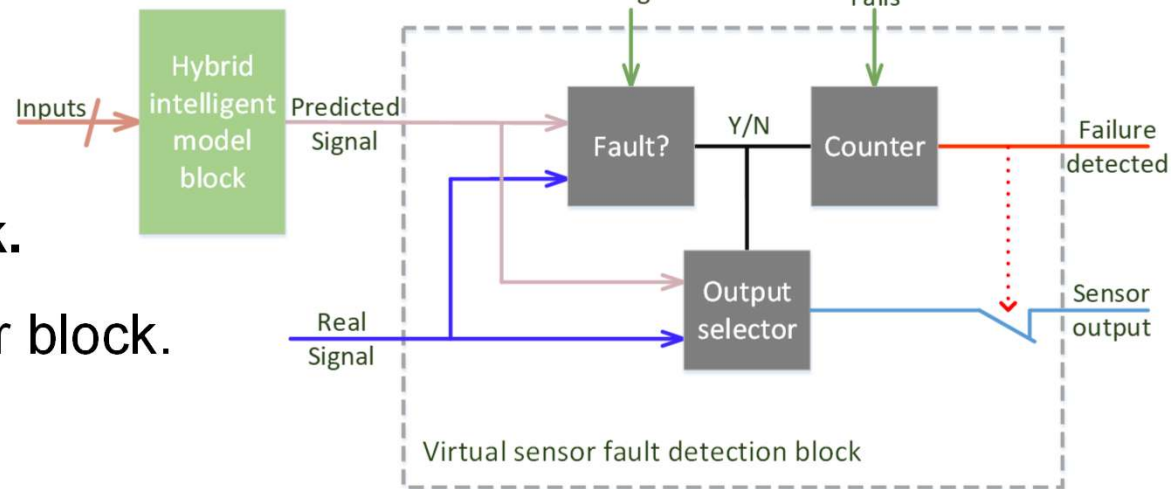 Hybrid
intelligent
model
block
Inputs
Predicted
Signal
Fault?
Y/N
Counter
Failure
detected
k.
r block.
Real
Signal
Output
selector
Sensor
output
Virtual sensor fault detection block